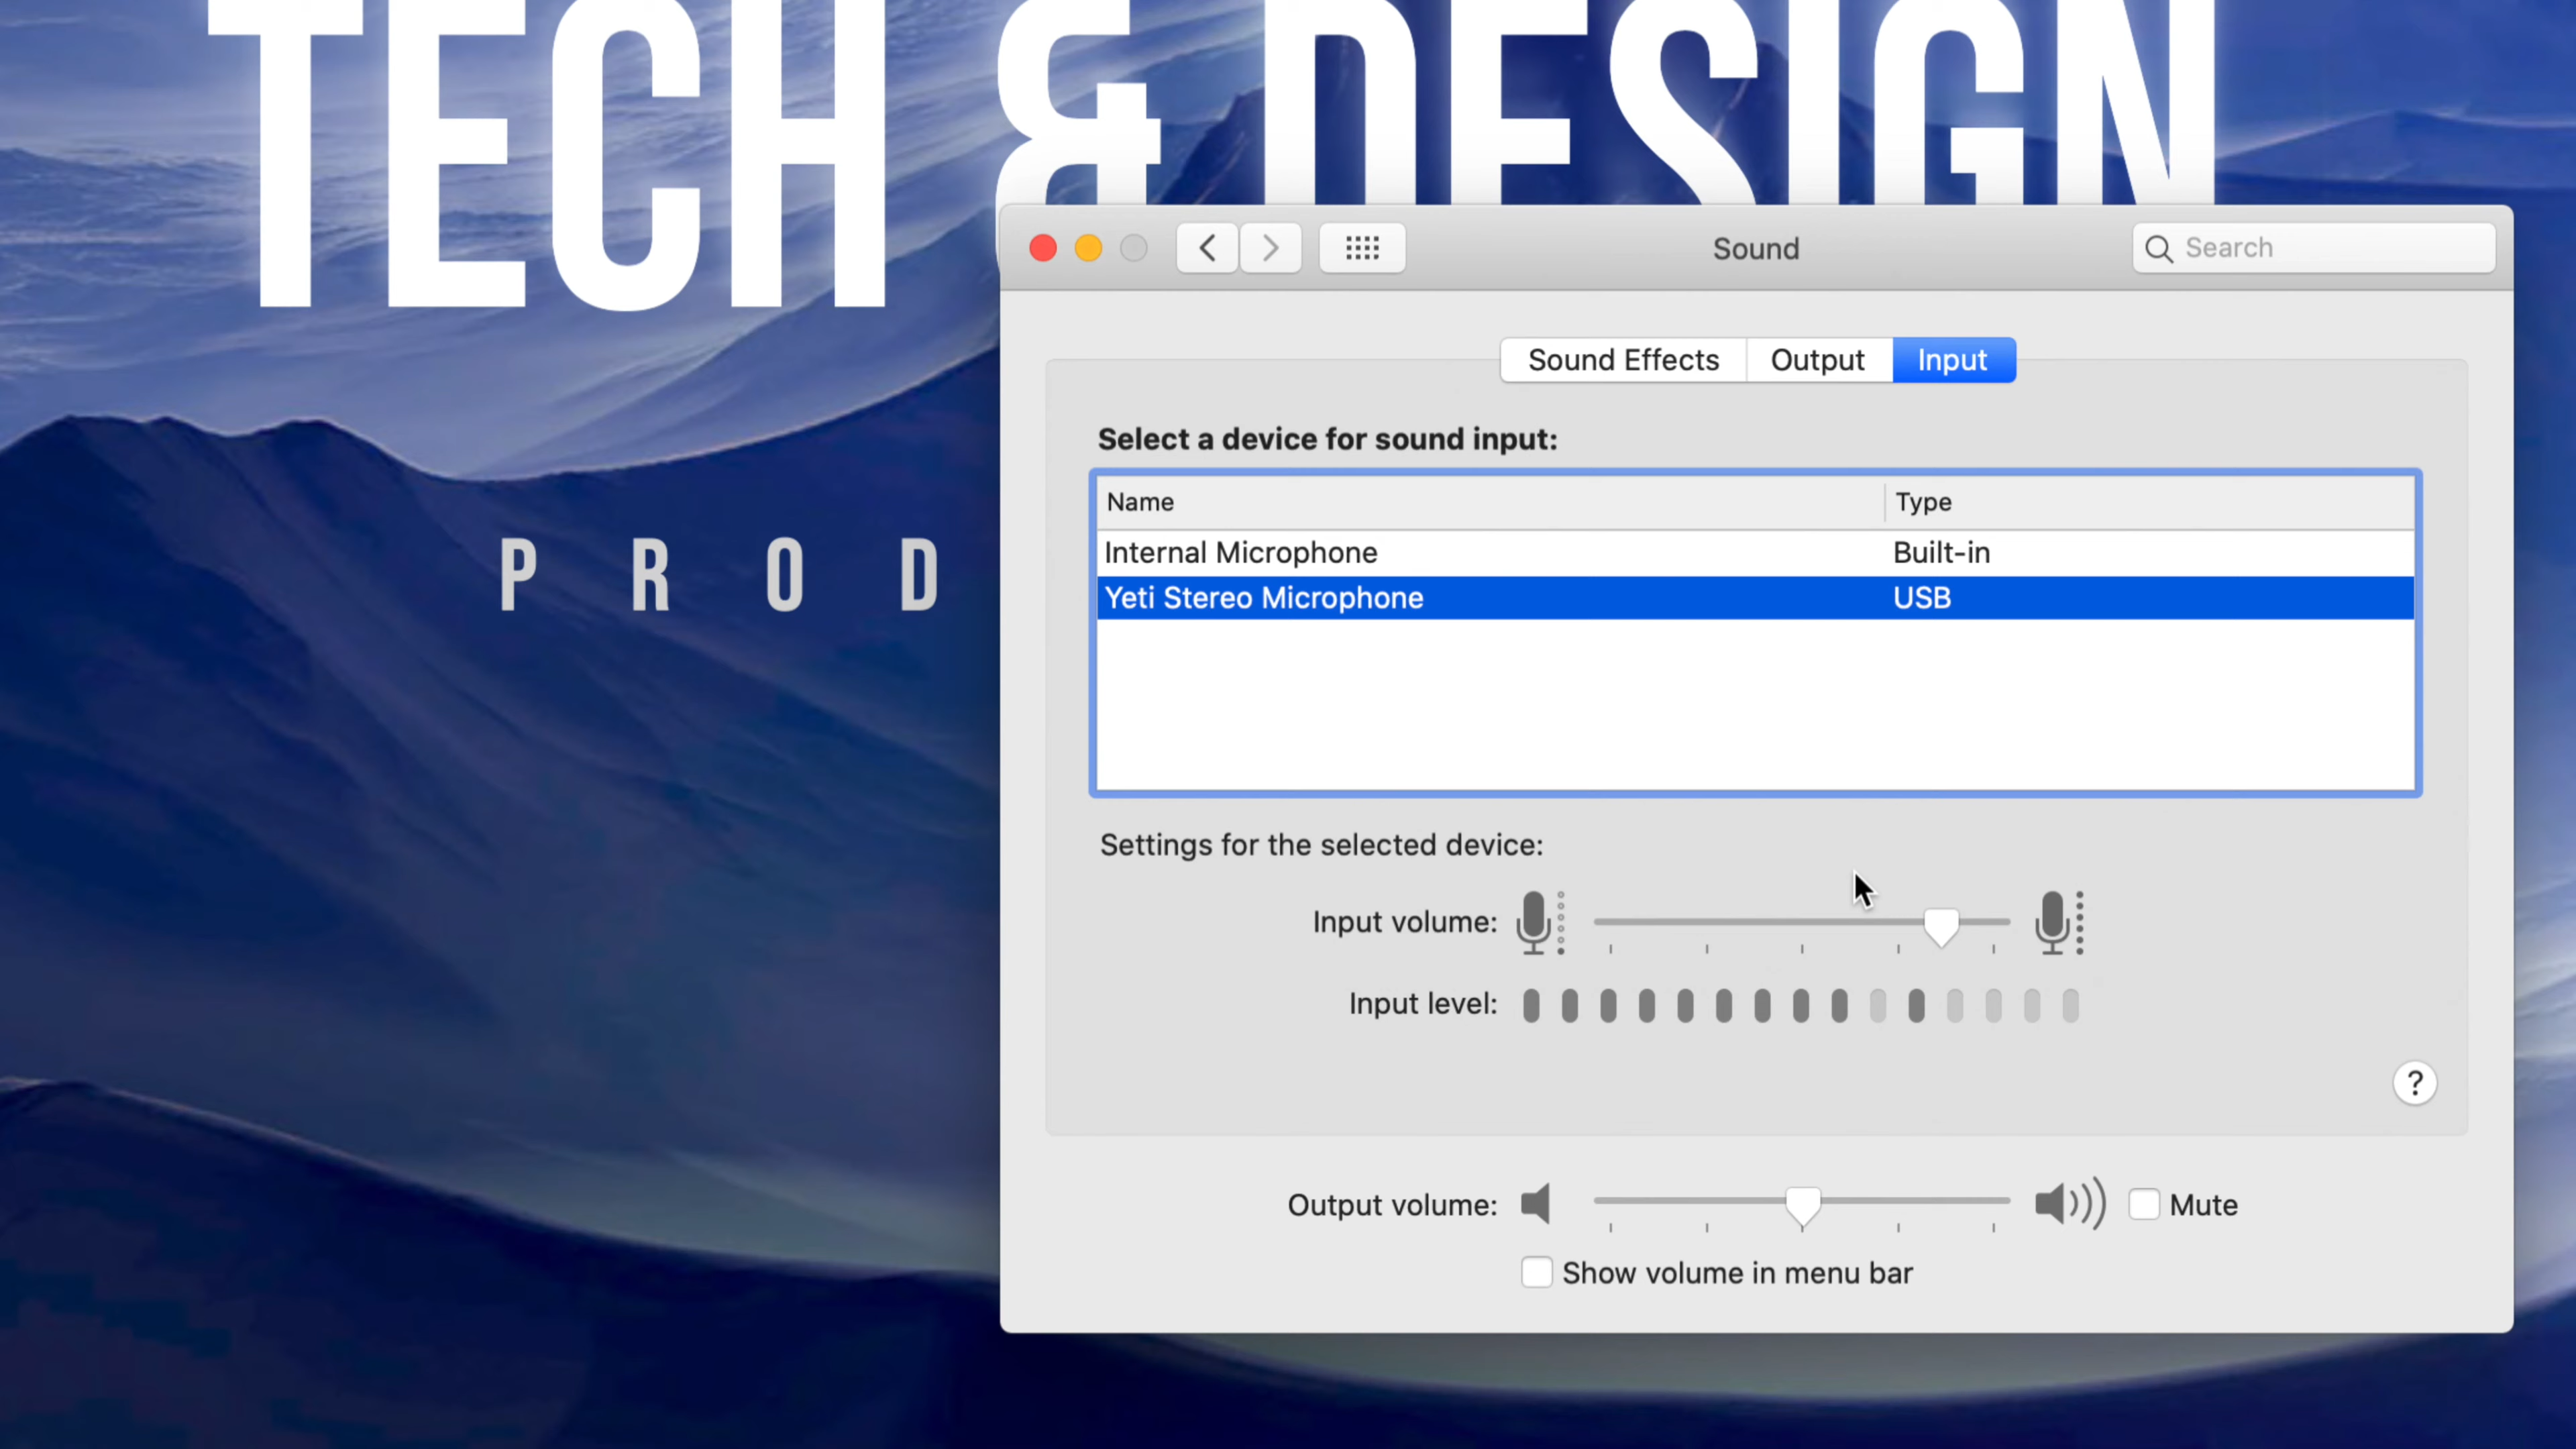 TECH & DESIGN
PROD
Sound
Search
Sound Effects
Output
Input
Select a device for sound input:
Name
Type
Internal Microphone
Built-in
Yeti Stereo Microphone
USB
Settings for the selected device:
Input volume:
Input level:
?
Output volume:
Mute
Show volume in menu bar